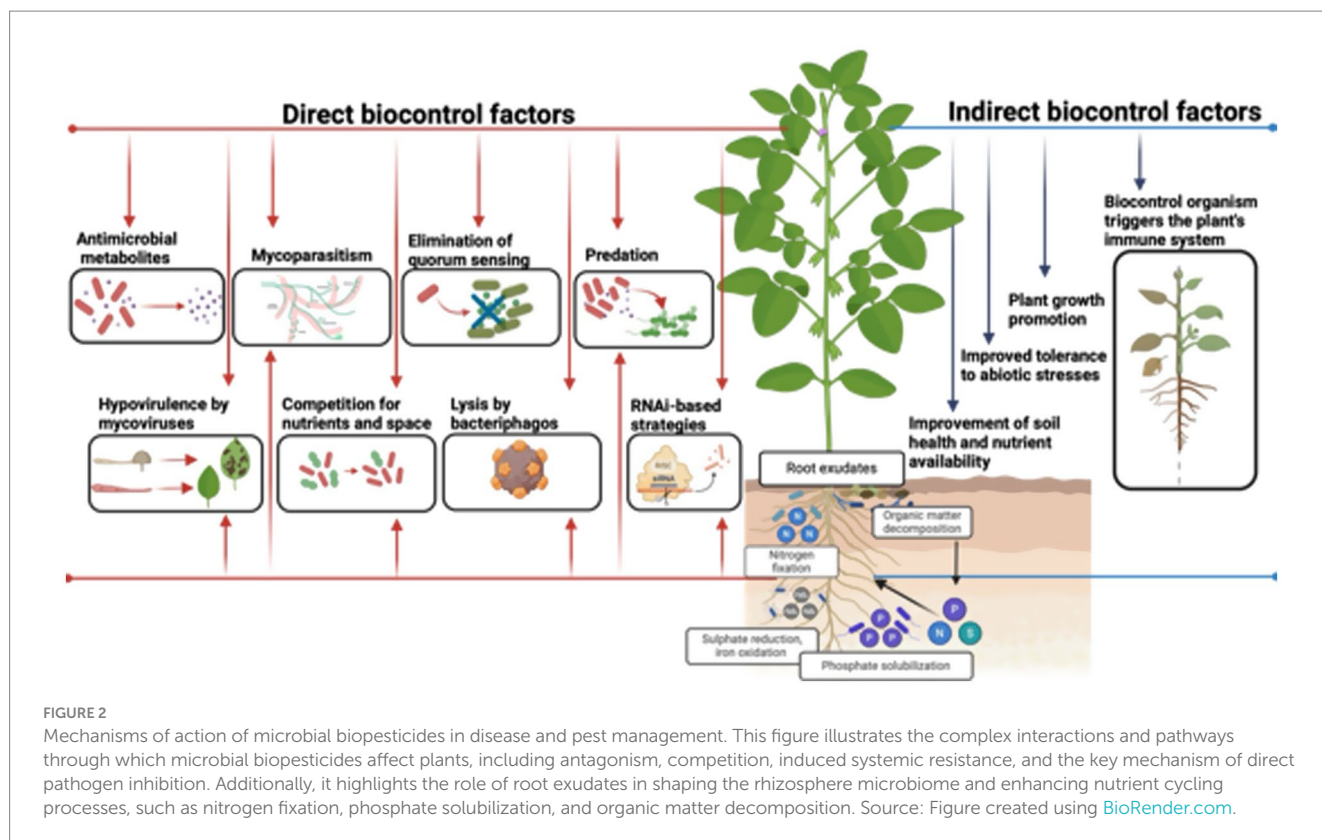 Direct biocontrol factors
Indirect biocontrol factors
Antimicrobial
metabolites
Mycoparasitism
Elimination of
quorum sensing
Predation
Biocontrol organism
triggers the plant's
immune system
Plant growth
promotion
Improved tolerance
to abiotic stresses
Hypovirulence by
mycoviruses
Competition for
nutrients and space
Lysis by
bacteriphagos
RNAi-based
strategies
RISC
siRNA
Improvement of soil
health and nutrient
availability
Root exudates
Organic matter
decomposition
N
N N
Nitrogen
fixation
P
P P
P
N S
Sulphate reduction,
iron oxidation
Phosphate solubilization
FIGURE 2
Mechanisms of action of microbial biopesticides in disease and pest management. This figure illustrates the complex interactions and pathways
through which microbial biopesticides affect plants, including antagonism, competition, induced systemic resistance, and the key mechanism of direct
pathogen inhibition. Additionally, it highlights the role of root exudates in shaping the rhizosphere microbiome and enhancing nutrient cycling
processes, such as nitrogen fixation, phosphate solubilization, and organic matter decomposition. Source: Figure created using BioRender.com.